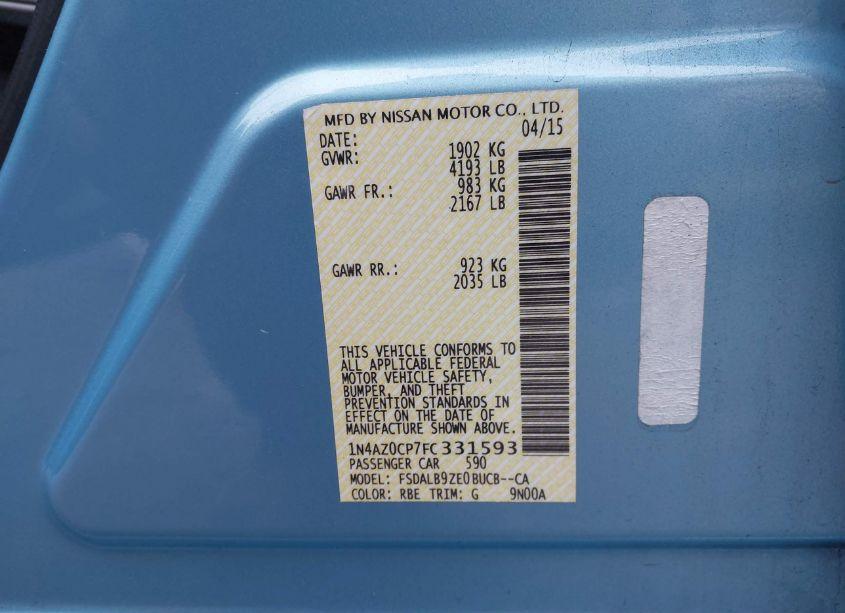 MFD BY NISSAN MOTOR CO., LTD.
DATE: 04/15
GVWR: 1902 KG
4193 LB
GAWR FR.: 983 KG
2167 LB
GAWR RR.: 923 KG
2035 LB
THIS VEHICLE CONFORMS TO
ALL APPLICABLE FEDERAL
MOTOR VEHICLE SAFETY,
BUMPER, AND THEFT
PREVENTION STANDARDS IN
EFFECT ON THE DATE OF
MANUFACTURE SHOWN ABOVE.
1N4AZ0CP7FC331593
PASSENGER CAR 590
MODEL: FSDALB9ZE0BUCB--CA
COLOR: RBE TRIM: G 9N00A